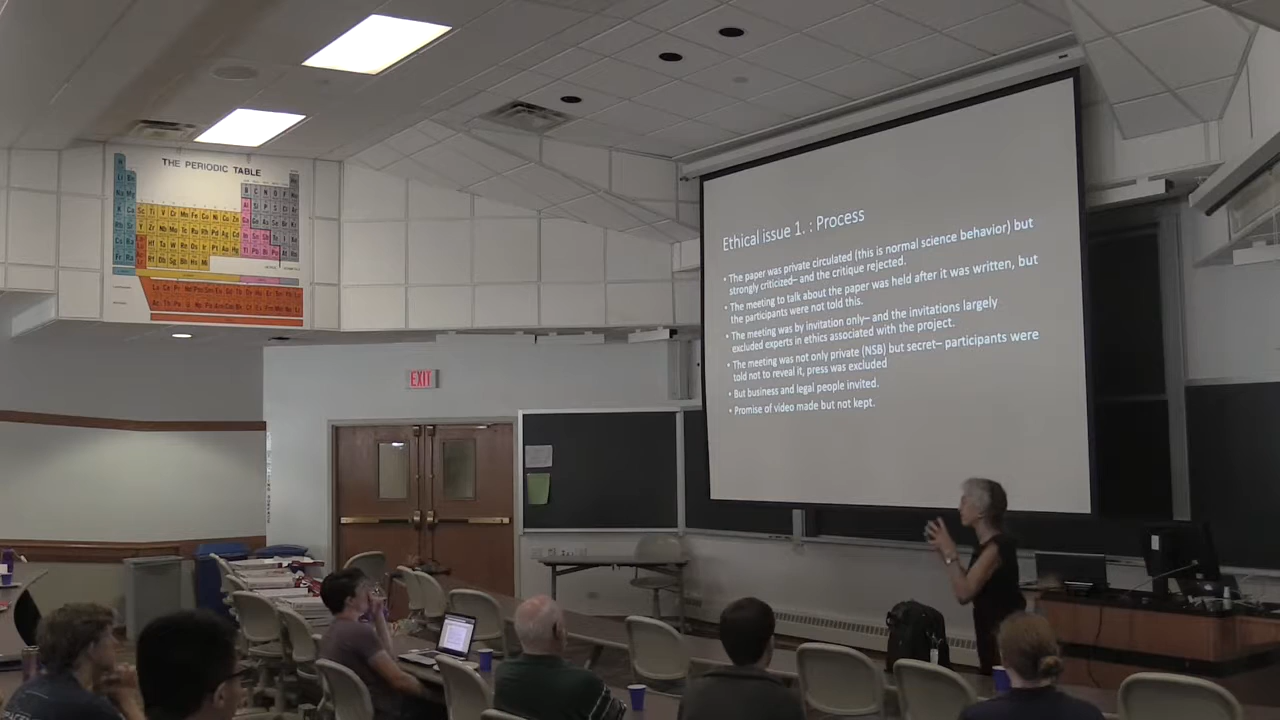 THE PERIODIC TABLE
EXIT
Ethical issue 1. : Process
• The paper was private circulated (this is normal science behavior) but
strongly criticized– and the critique rejected.
• The meeting to talk about the paper was held after it was written, but
the participants were not told this.
• The meeting was by invitation only– and the invitations largely
excluded experts in ethics associated with the project.
• The meeting was not only private (NSB) but secret– participants were
told not to reveal it, press was excluded
• But business and legal people invited.
• Promise of video made but not kept.